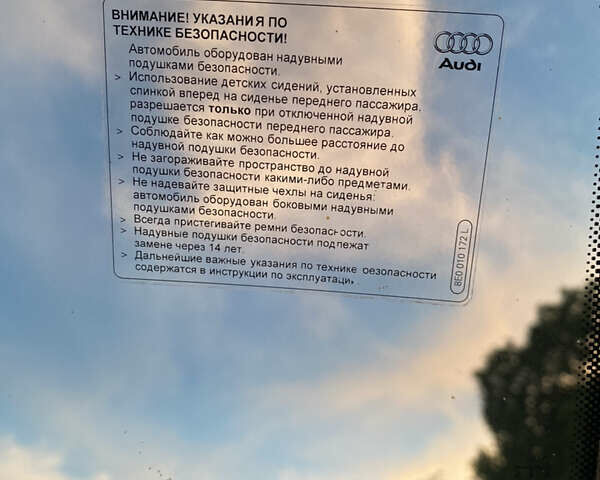 ВНИМАНИЕ! УКАЗАНИЯ ПО
ТЕХНИКЕ БЕЗОПАСНОСТИ!
Audi
Автомобиль оборудован надувными
подушками безопасности.
> Использование детских сидений, установленных
спинкой вперед на сиденье переднего пассажира,
разрешается только при отключенной надувной
подушке безопасности переднего пассажира.
> Соблюдайте как можно большее расстояние до
надувной подушки безопасности.
> Не загораживайте пространство до надувной
подушки безопасности какими-либо предметами.
> Не надевайте защитные чехлы на сиденья:
автомобиль оборудован боковыми надувными
подушками безопасности.
> Всегда пристегивайте ремни безопасности.
> Надувные подушки безопасности подлежат
замене через 14 лет.
> Дальнейшие важные указания по технике безопасности
содержатся в инструкции по эксплуатации.
8E0 010 172 L